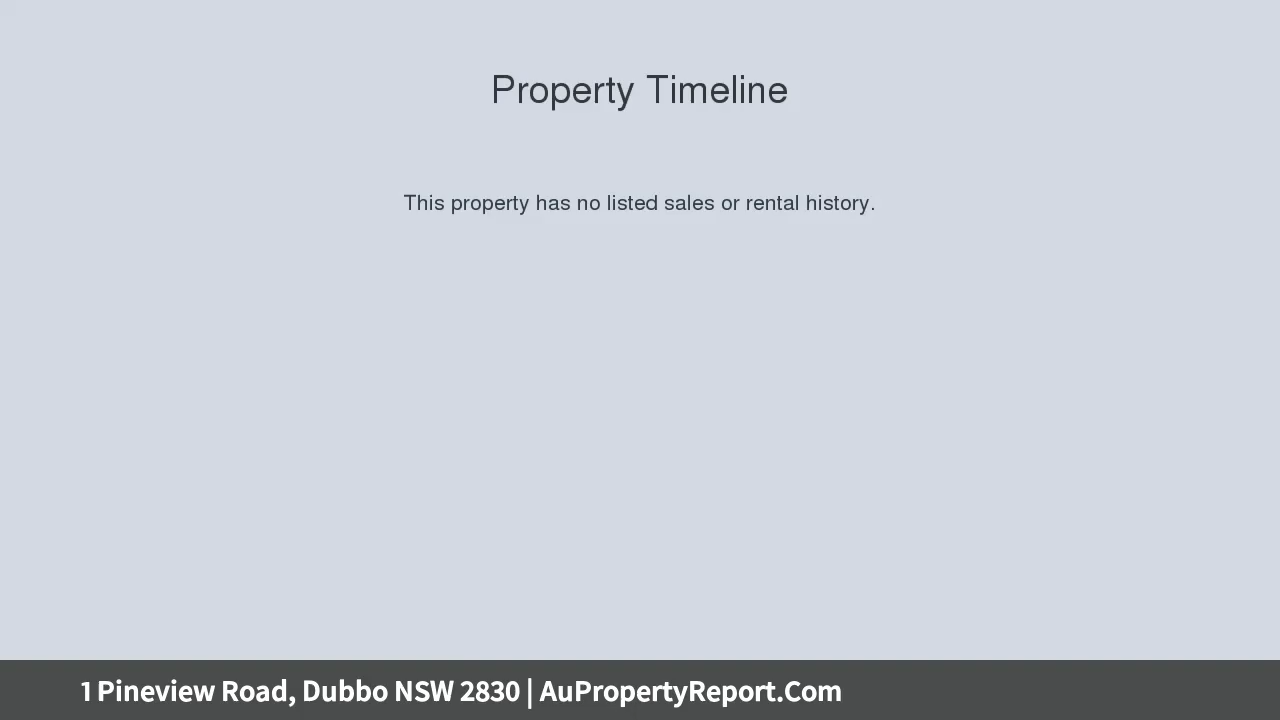 Property Timeline
This property has no listed sales or rental history.
1 Pineview Road, Dubbo NSW 2830 | AuPropertyReport.Com